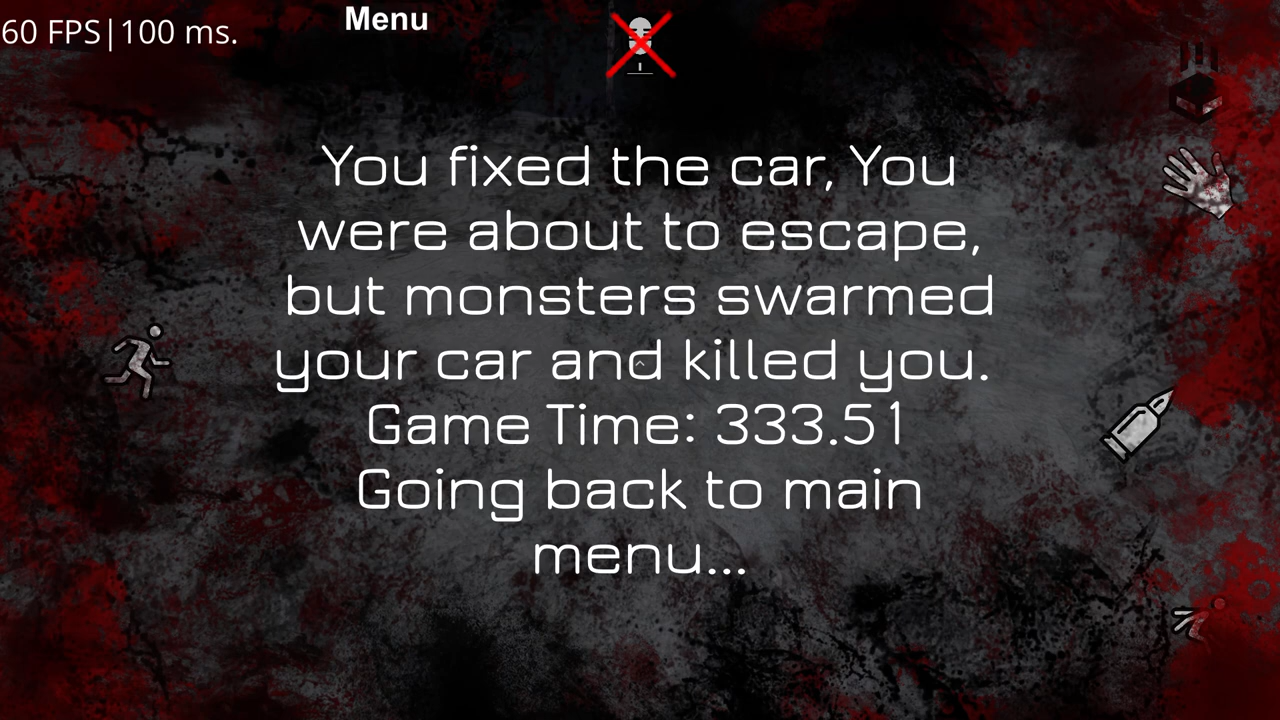 60 FPS|100 ms.
Menu
You fixed the car, You
were about to escape,
but monsters swarmed
your car and killed you.
Game Time: 333.51
Going back to main
menu...